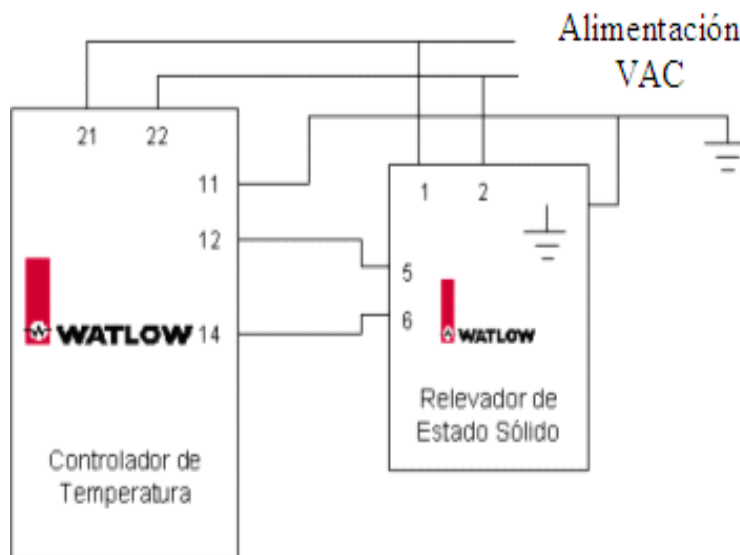 Alimentación
VAC
21 22
11
12
14
WATLOW
Controlador de
Temperatura
1 2
5
6
WATLOW
Relevador de
Estado Sólido